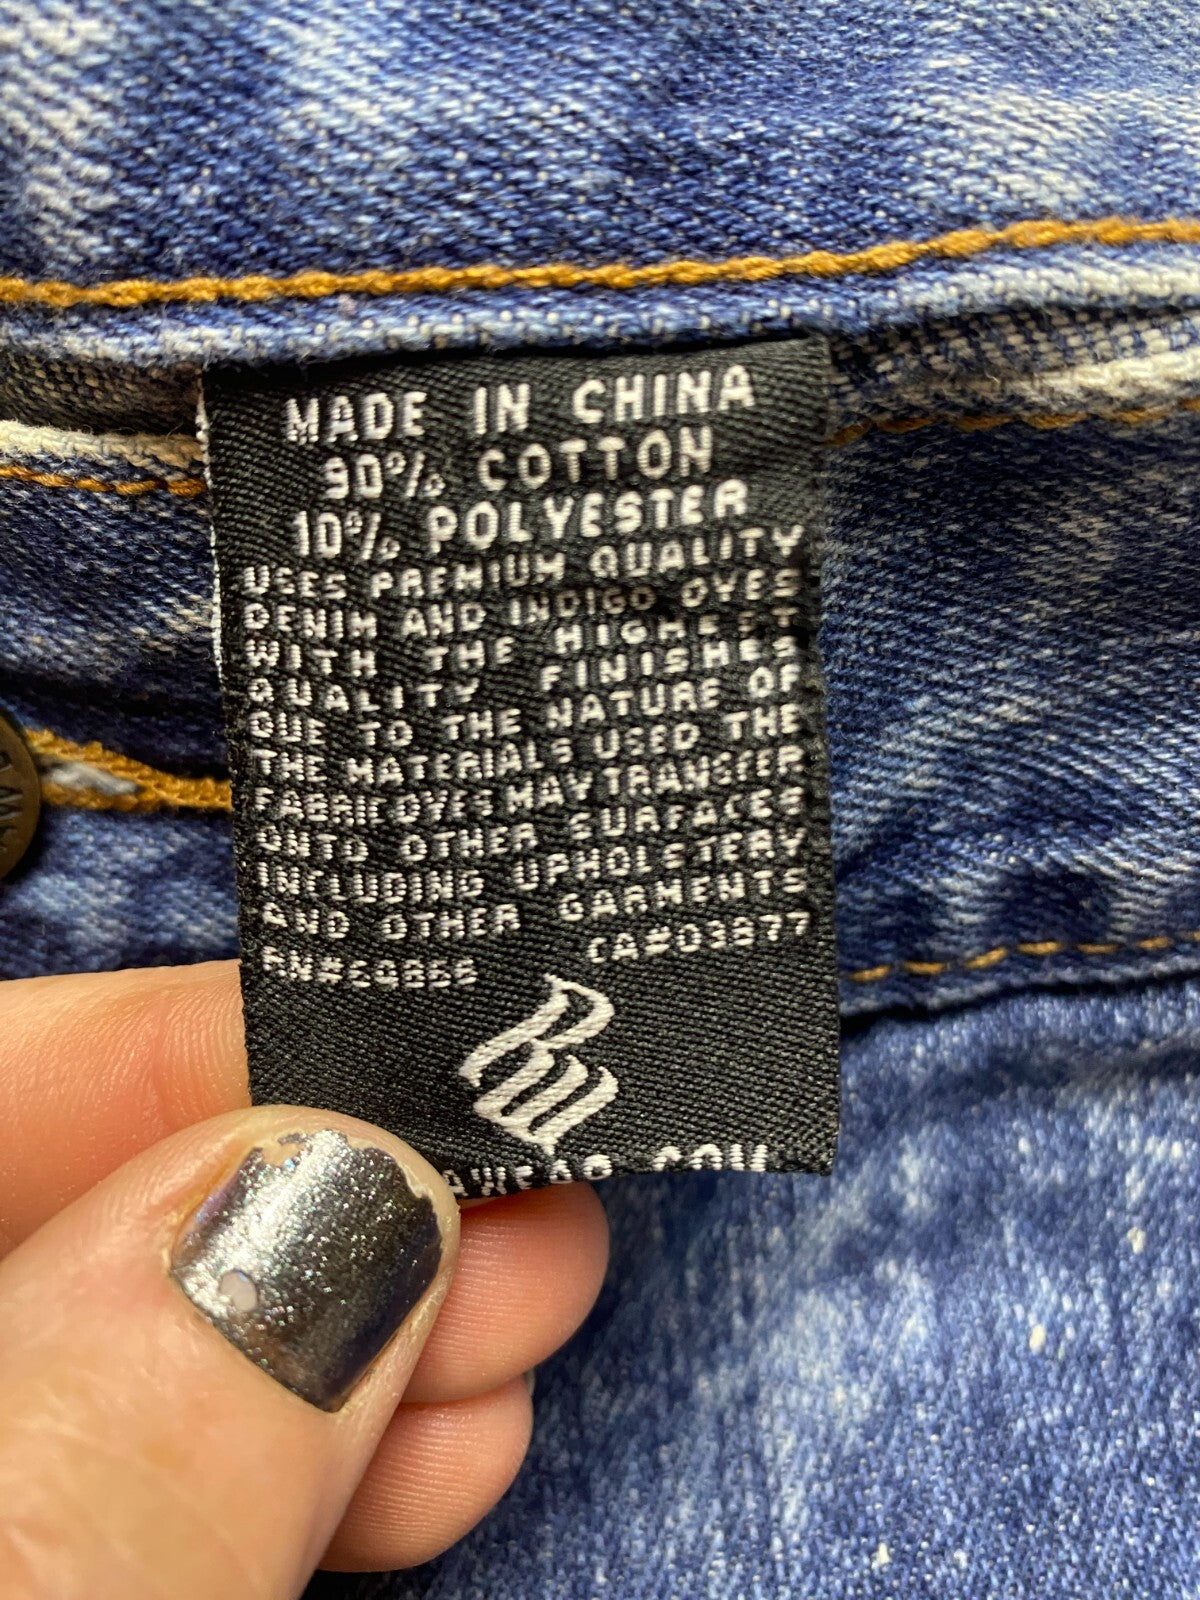 MADE IN CHINA
90% COTTON
10% POLYESTER
USES PREMIUM QUALITY
DENIM AND INDIGO DYES
WITH THE HIGHEST
QUALITY FINISHES
DUE TO THE NATURE OF
THE MATERIALS USED THE
FABRIC DYES MAY TRANSFER
ONTO OTHER SURFACES
INCLUDING UPHOLSTERY
AND OTHER GARMENTS
CA#03877